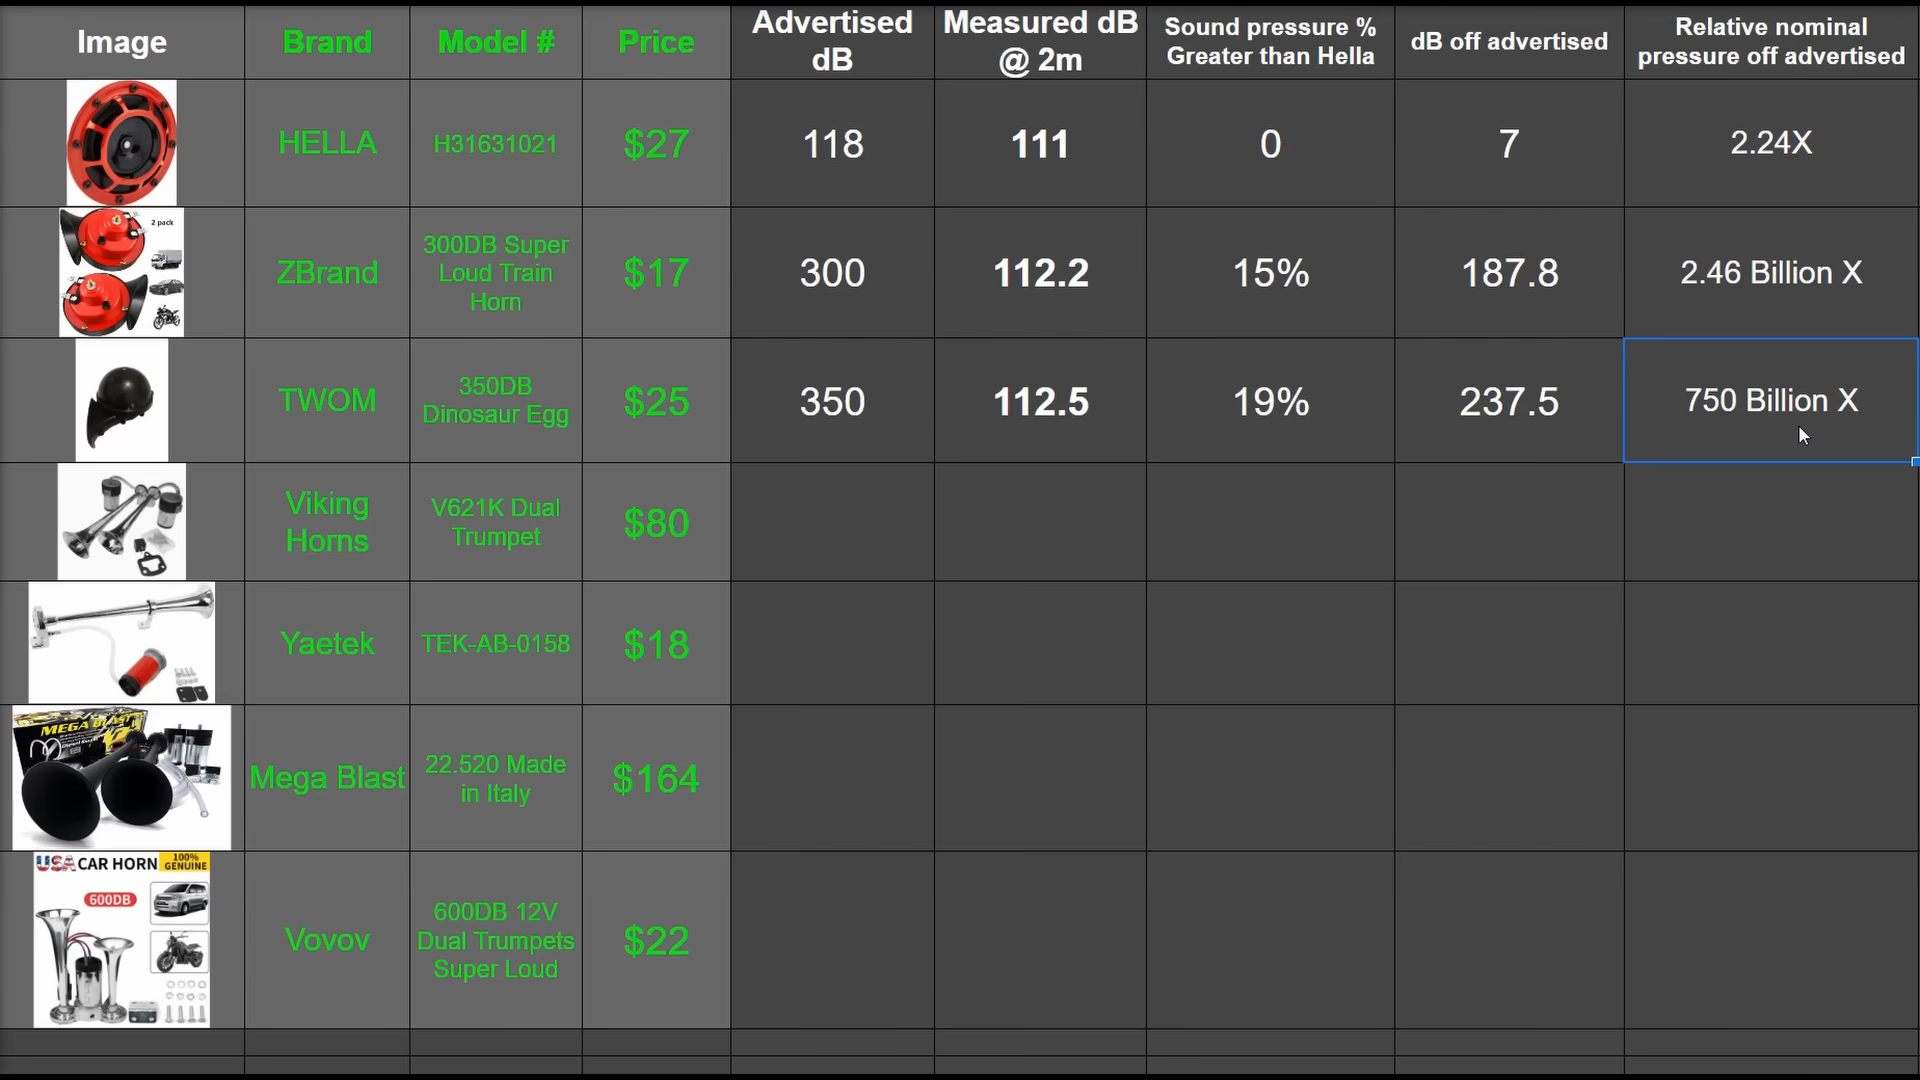 Image
Brand
Model #
Price
Advertised
dB
Measured dB
@ 2m
Sound pressure %
Greater than Hella
dB off advertised
Relative nominal
pressure off advertised
HELLA
H31631021
$27
118
111
0
7
2.24X
2 pack
ZBrand
300DB Super
Loud Train
Horn
$17
300
112.2
15%
187.8
2.46 Billion X
TWOM
350DB
Dinosaur Egg
$25
350
112.5
19%
237.5
750 Billion X
Viking
Horns
V621K Dual
Trumpet
$80
Yaetek
TEK-AB-0158
$18
MEGA BLAST
Mega Blast
22.520 Made
in Italy
$164
USA CAR HORN
100%
GENUINE
600DB
Vovov
600DB 12V
Dual Trumpets
Super Loud
$22